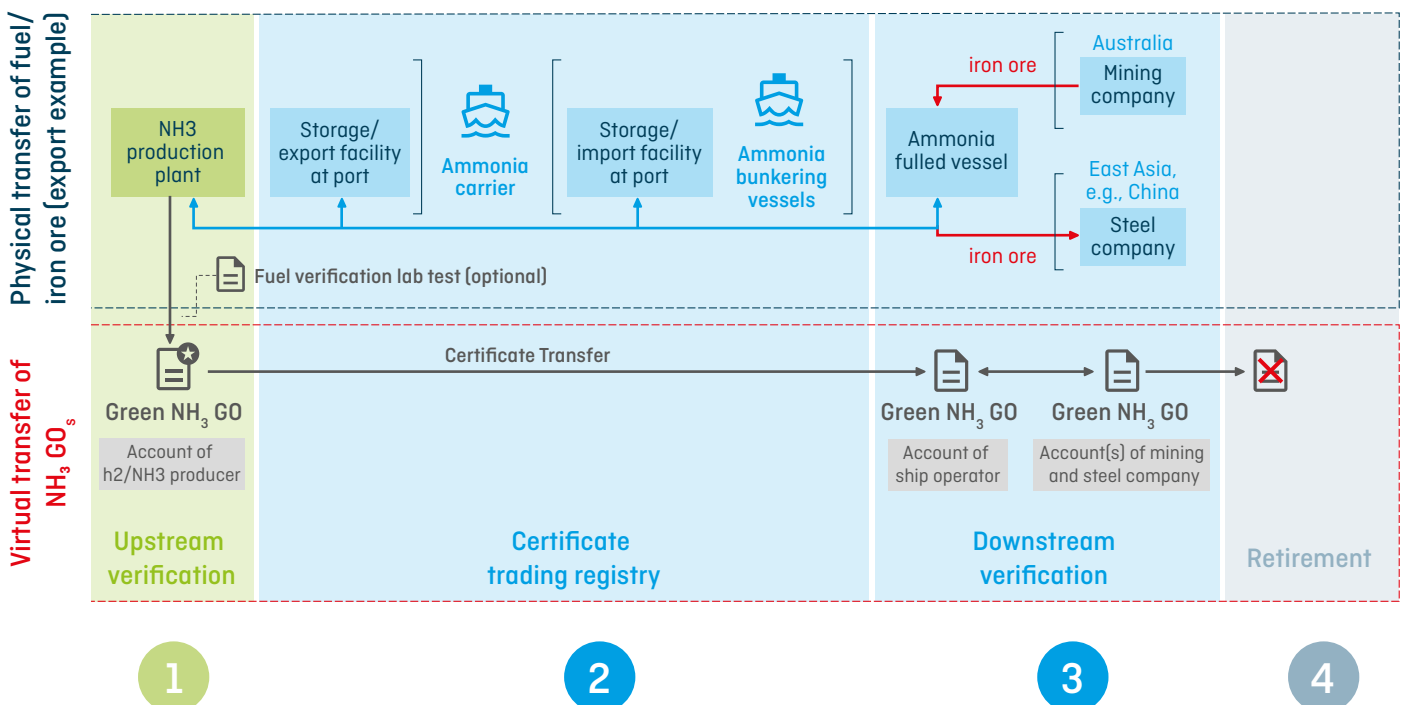 Physical transfer of fuel/
iron ore (export example)
NH3
production
plant
Storage/
export facility
at port
Ammonia
carrier
Storage/
import facility
at port
Ammonia
bunkering
vessels
Ammonia
fulled vessel
iron ore
Australia
Mining
company
East Asia,
e.g., China
Steel
company
iron ore
Fuel verification lab test (optional)
Virtual transfer of
NH₃ GOₛ
Certificate Transfer
Green NH₃ GO
Account of
h2/NH3 producer
Green NH₃ GO
Account of
ship operator
Green NH₃ GO
Account(s) of mining
and steel company
Upstream
verification
Certificate
trading registry
Downstream
verification
Retirement
1
2
3
4